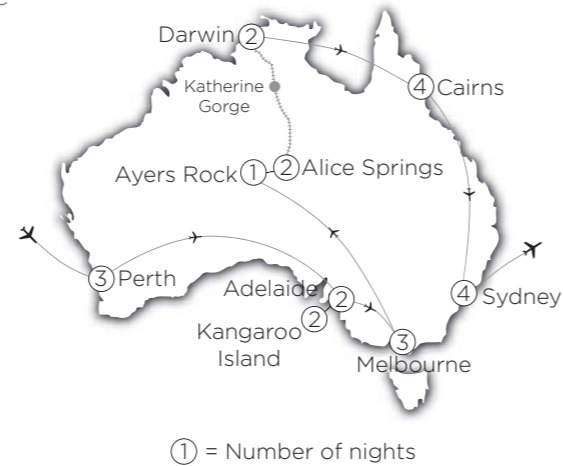 Darwin 2
4 Cairns
Katherine
Gorge
Ayers Rock 1
2 Alice Springs
3 Perth
Adelaide
2
4 Sydney
Kangaroo
Island
2
3
Melbourne
1 = Number of nights